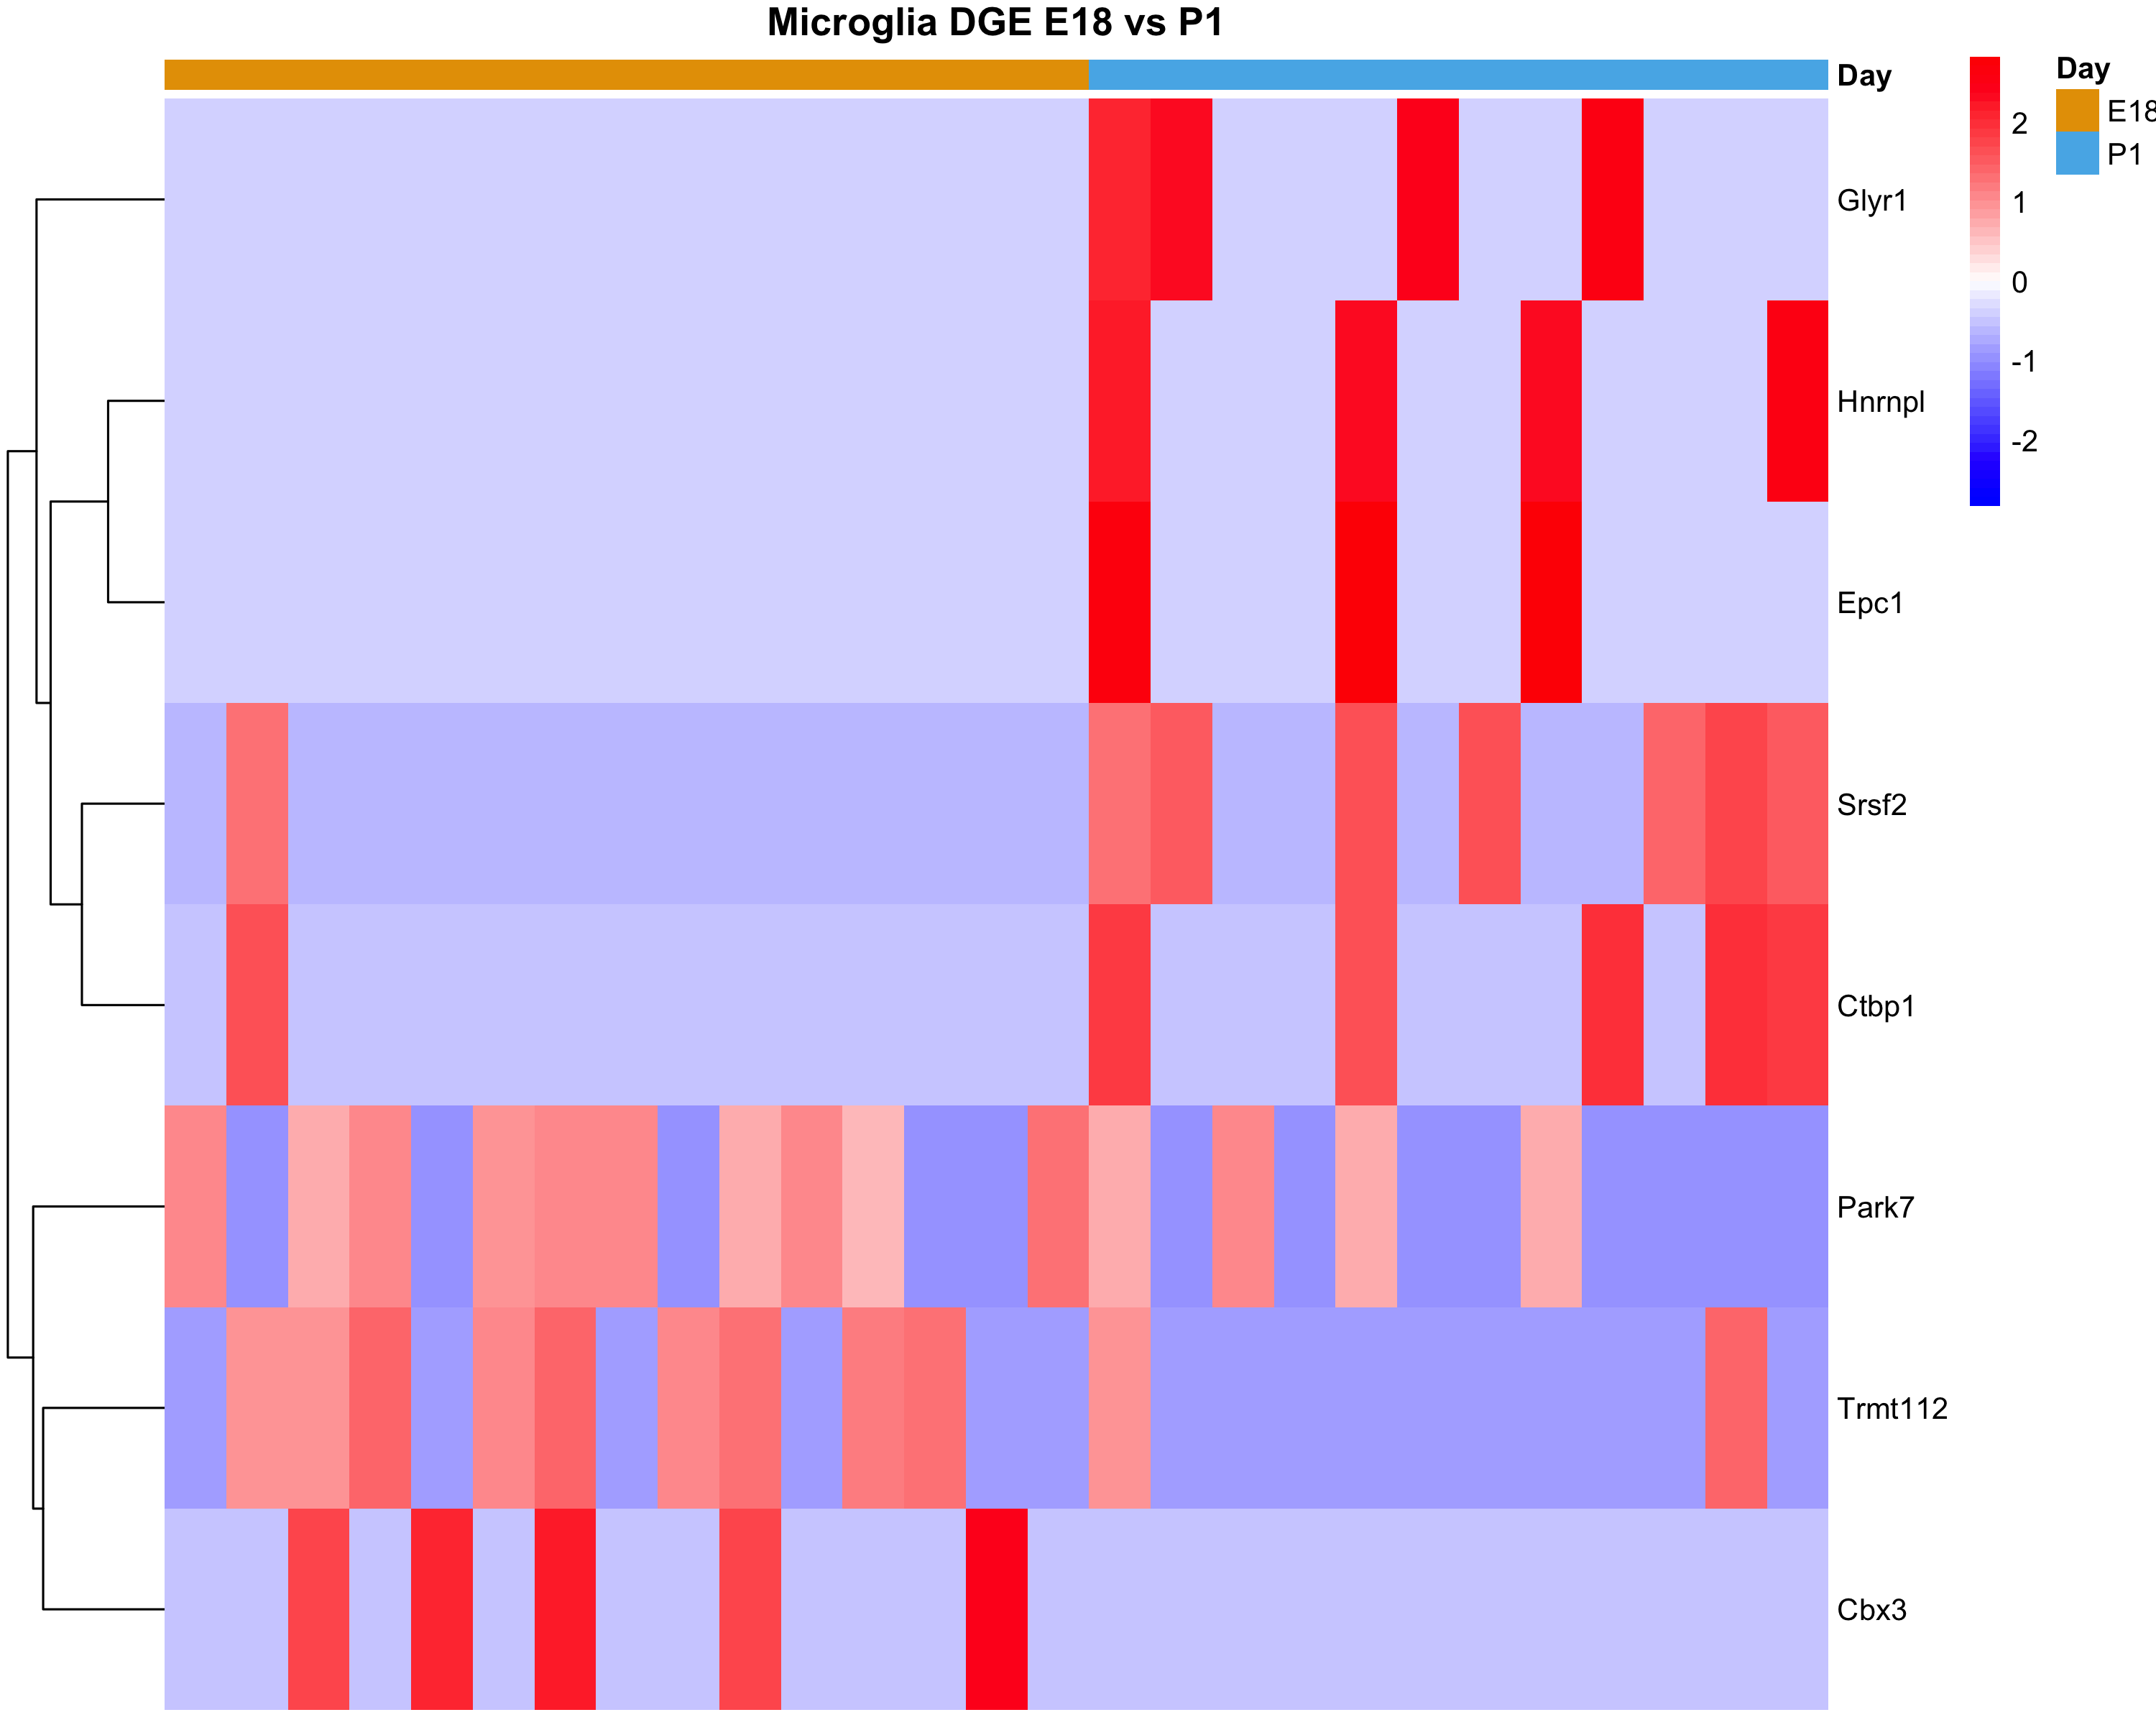 Microglia DGE E18 vs P1
Day
Glyr1
Hnrnpl
Epc1
Srsf2
Ctbp1
Park7
Trmt112
Cbx3
2
1
0
-1
-2
Day
E18
P1